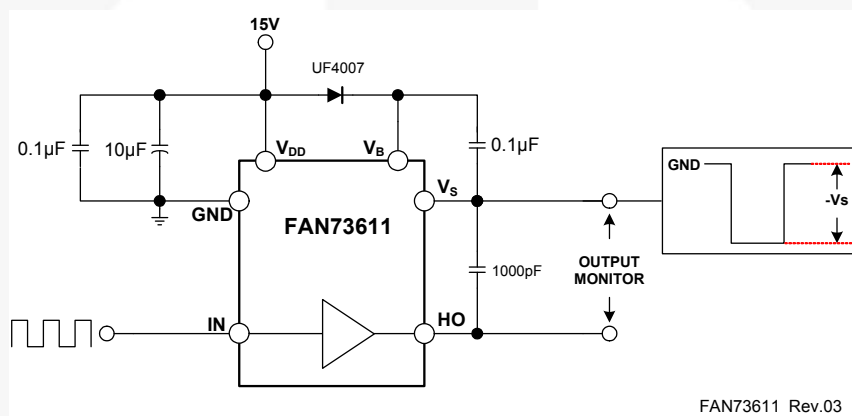 15V
UF4007
0.1µF
10µF
VDD
VB
0.1µF
GND
VS
GND
-Vs
FAN73611
1000pF
OUTPUT
MONITOR
IN
HO
FAN73611 Rev.03